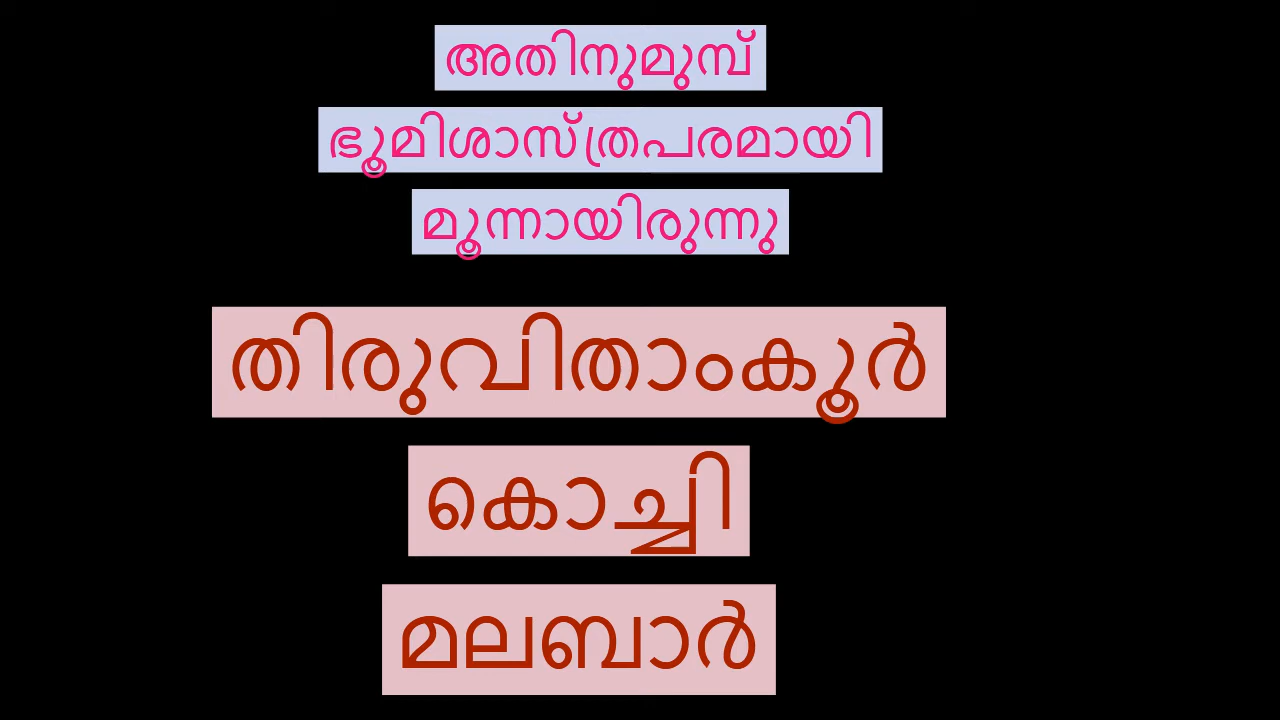 അതിനുമുമ്പ്
ഭൂമിശാസ്ത്രപരമായി
മൂന്നായിരുന്നു
തിരുവിതാംകൂർ
കൊച്ചി
മലബാർ